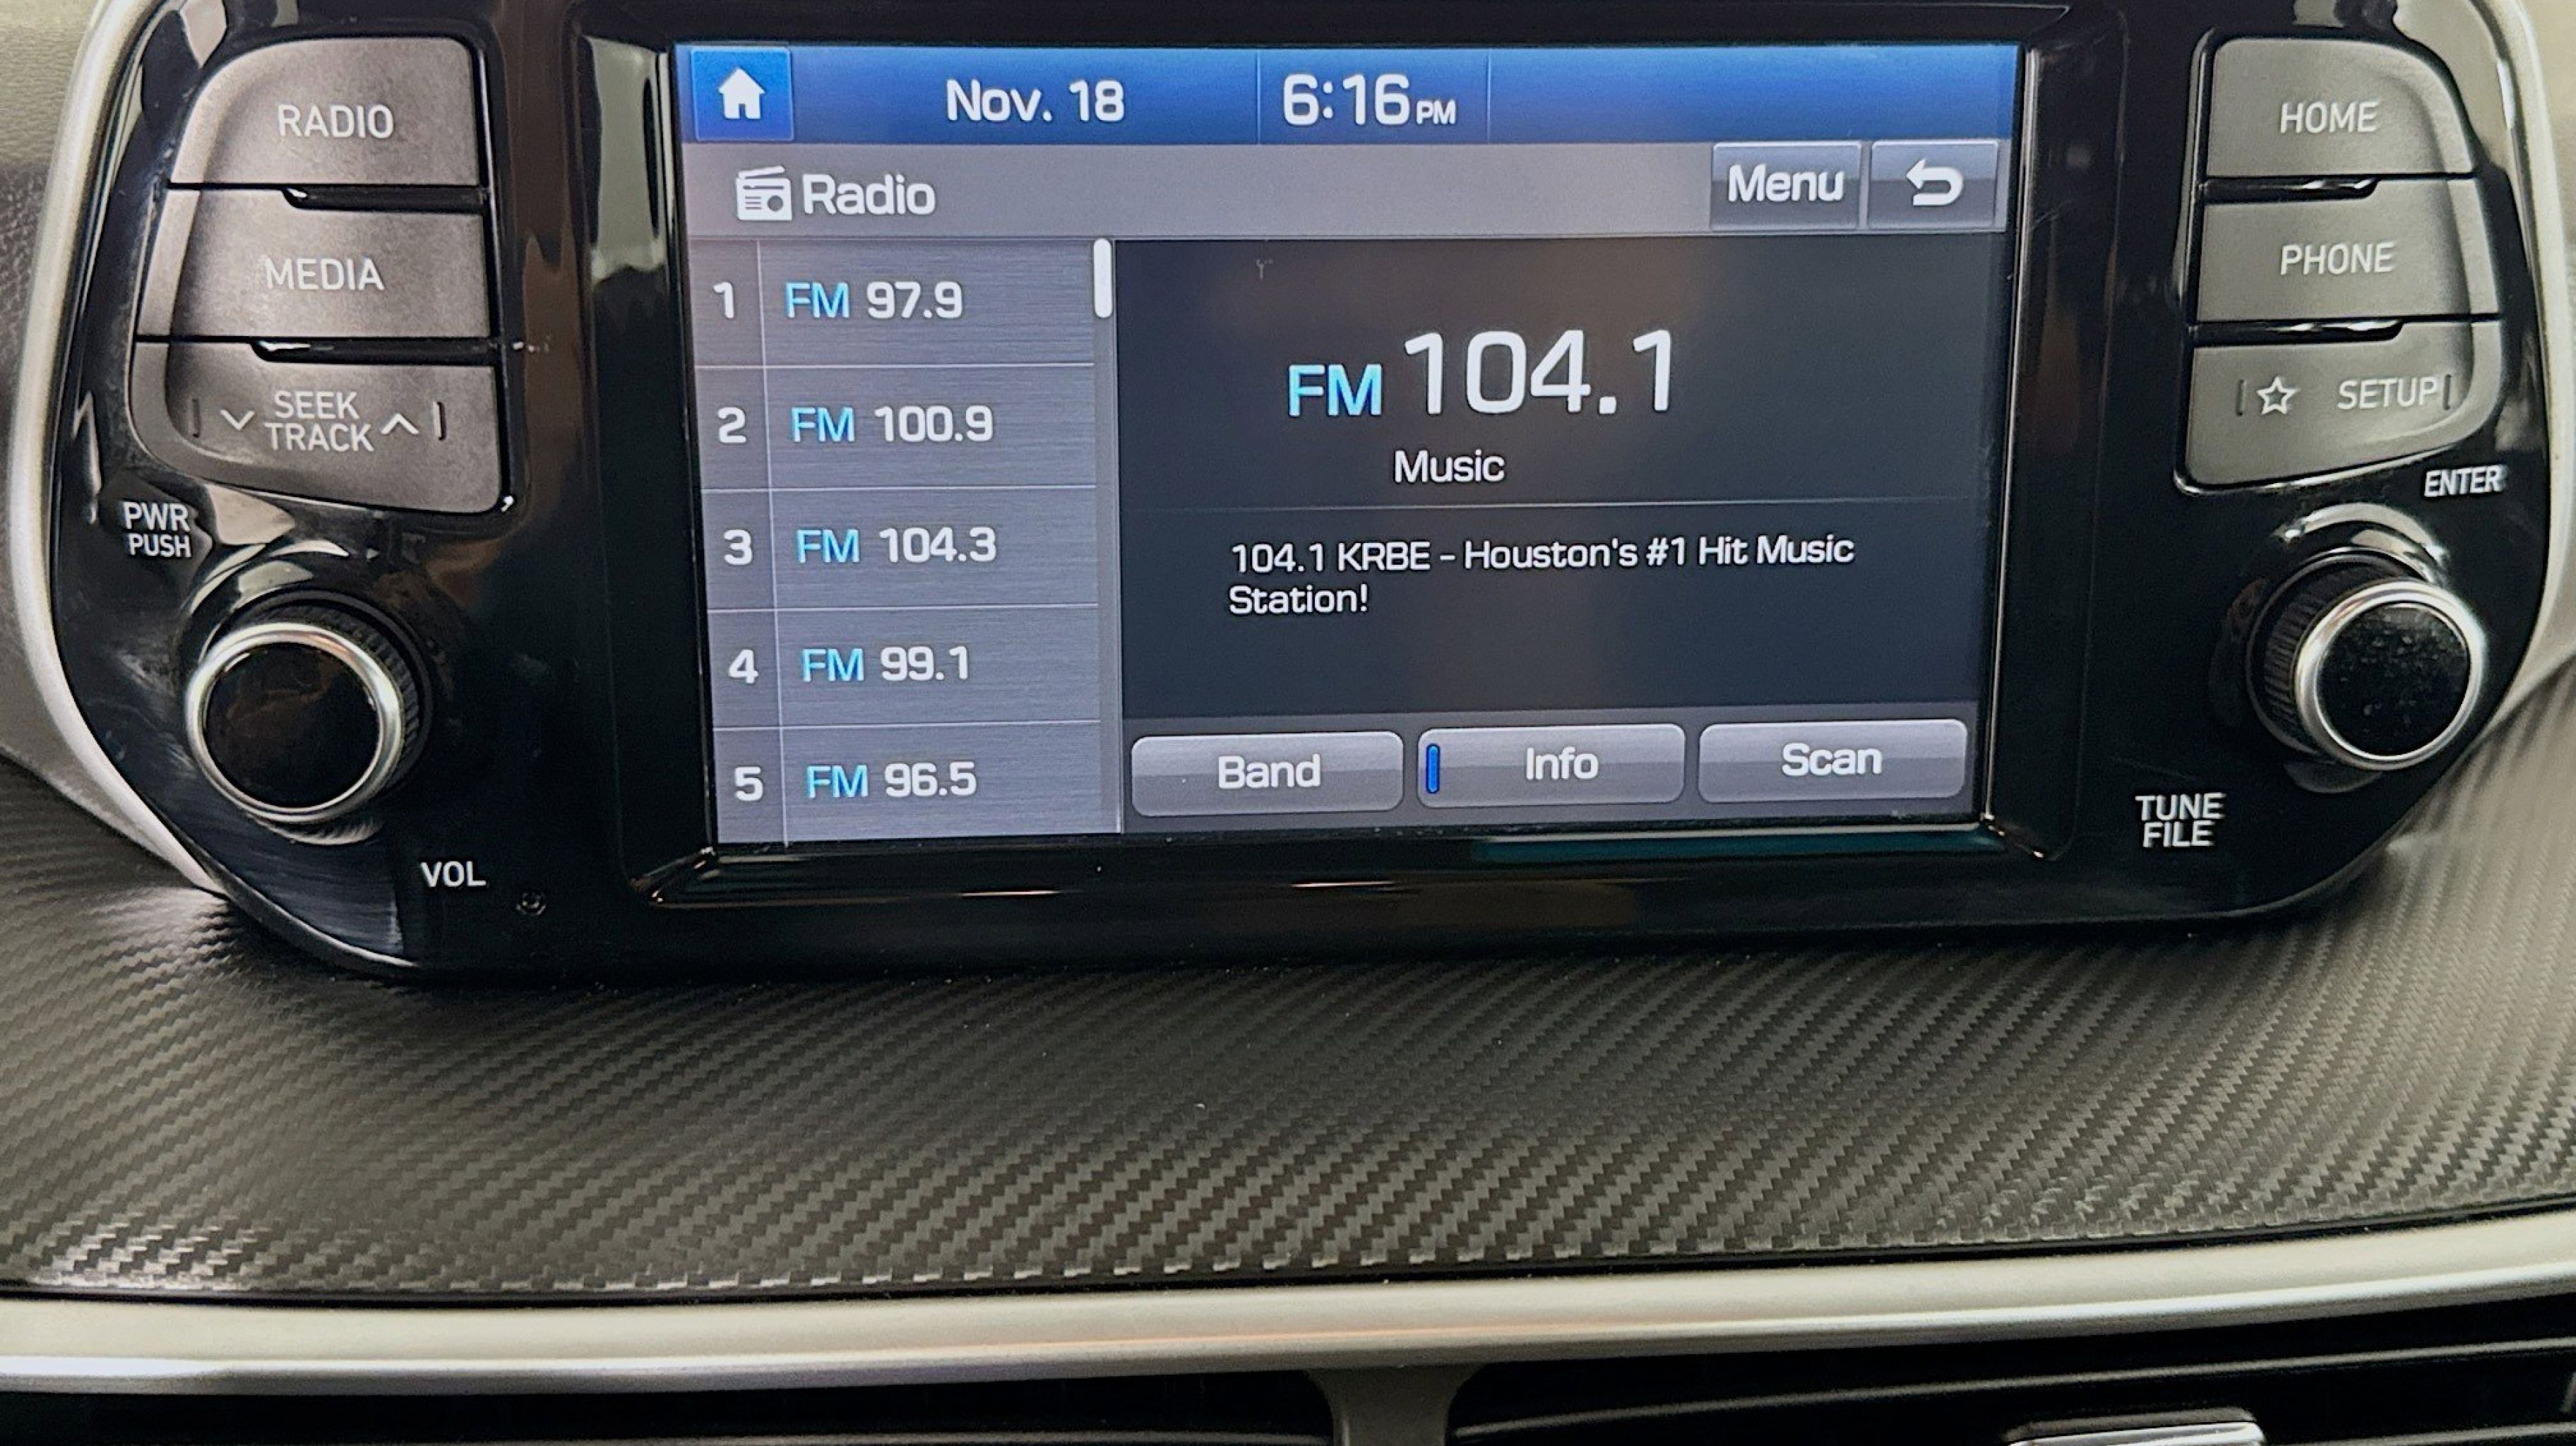 RADIO
MEDIA
SEEK
TRACK
PWR
PUSH
VOL
Nov. 18
6:16 PM
Radio
Menu
1 FM 97.9
2 FM 100.9
3 FM 104.3
4 FM 99.1
5 FM 96.5
FM 104.1
Music
104.1 KRBE - Houston's #1 Hit Music
Station!
Band
Info
Scan
HOME
PHONE
SETUP
ENTER
TUNE
FILE